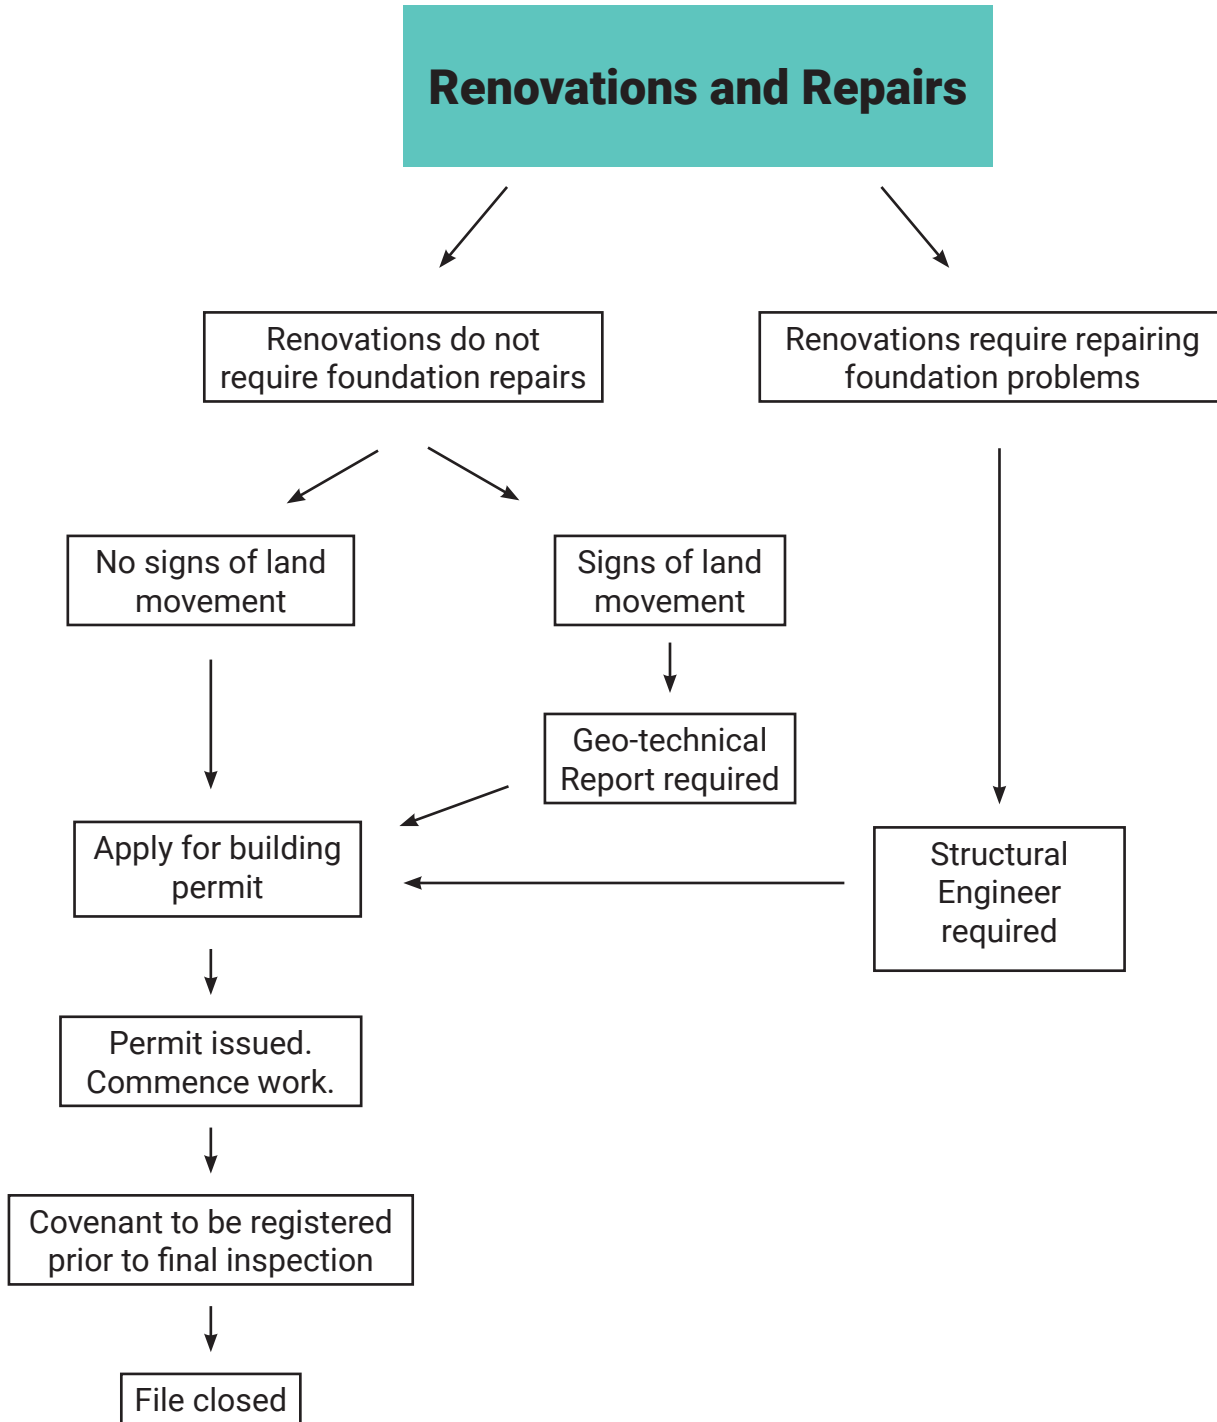 Renovations and Repairs
Renovations do not
require foundation repairs
Renovations require repairing
foundation problems
No signs of land
movement
Signs of land
movement
Geo-technical
Report required
Apply for building
permit
Structural
Engineer
required
Permit issued.
Commence work.
Covenant to be registered
prior to final inspection
File closed